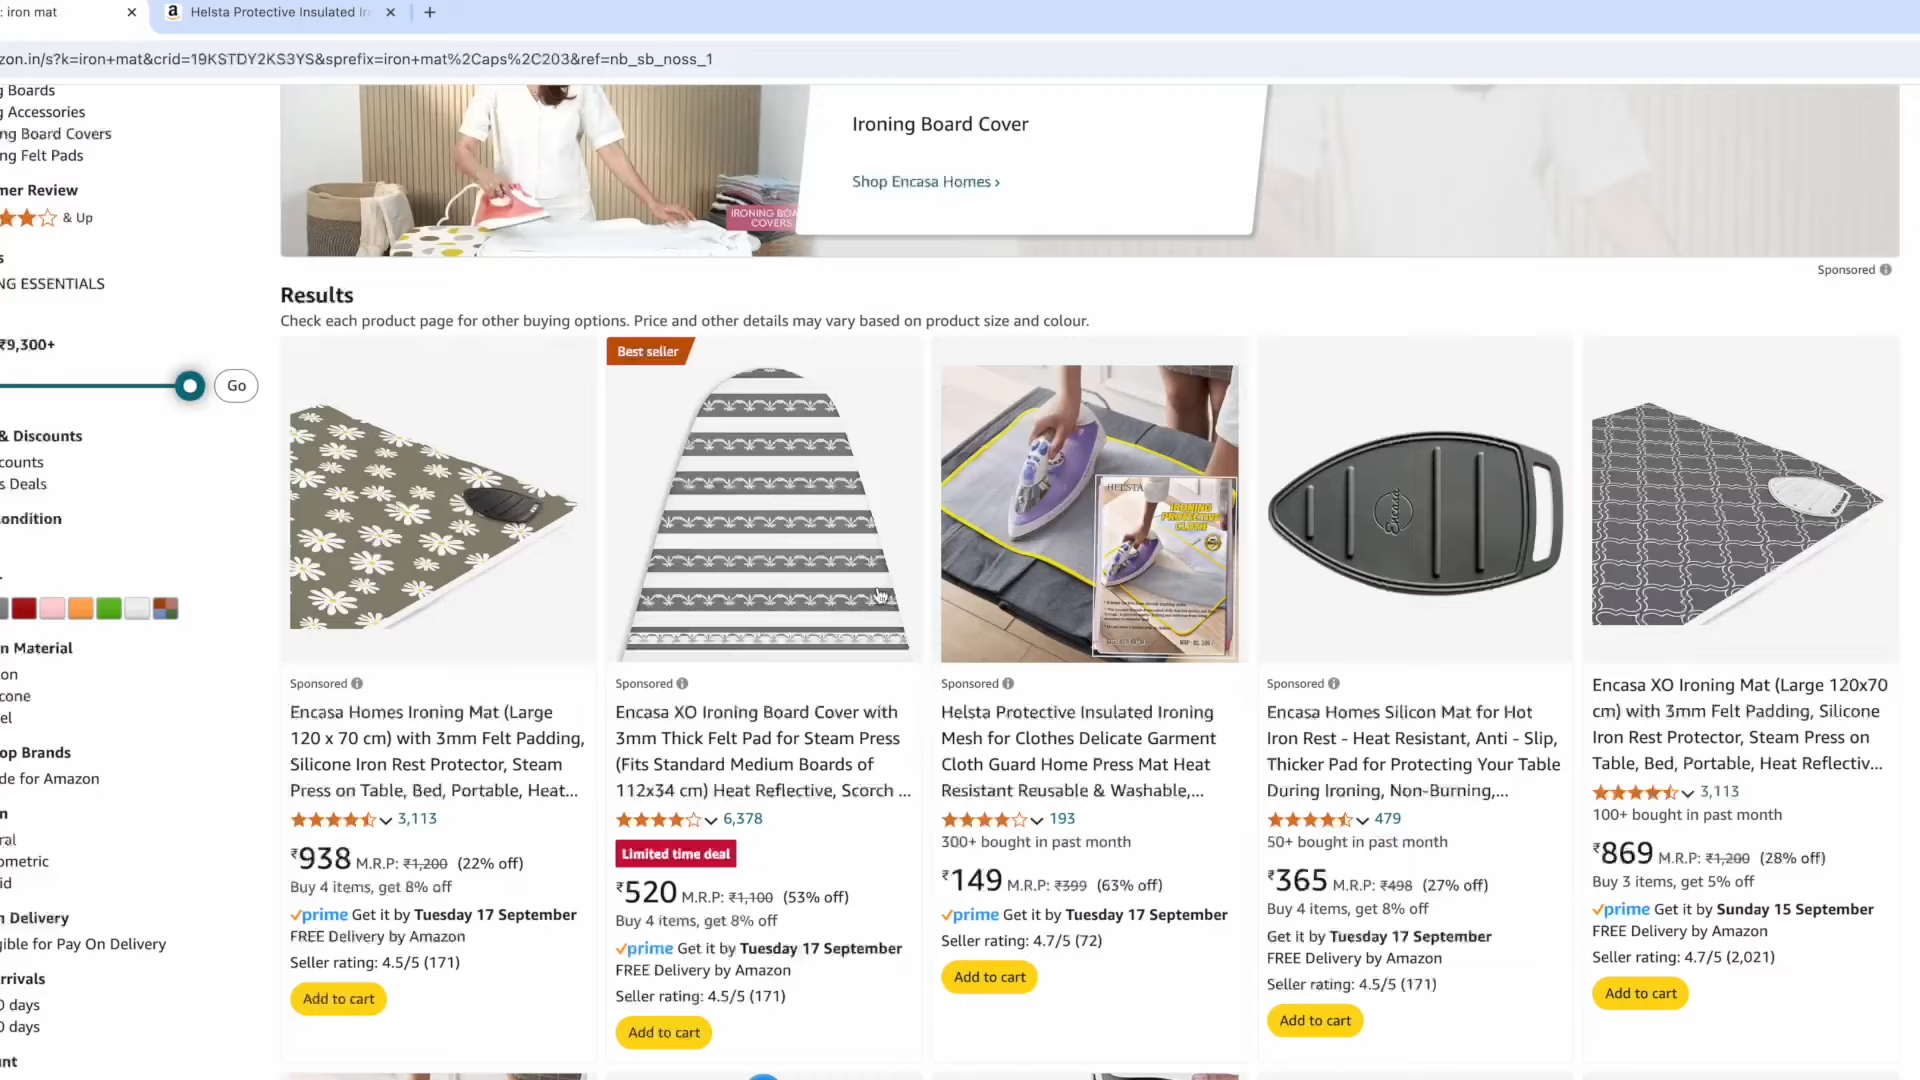 : iron mat
Helsta Protective Insulated Ir
zon.in/s?k=iron+mat&crid=19KSTDY2KS3YS&sprefix=iron+mat%2Caps%2C203&ref=nb_sb_noss_1
g Boards
g Accessories
ng Board Covers
ng Felt Pads
mer Review
& Up
s
NG ESSENTIALS
₹9,300+
Go
& Discounts
counts
s Deals
ondition
n Material
on
cone
el
op Brands
de for Amazon
n
ral
ometric
id
n Delivery
gible for Pay On Delivery
rrivals
0 days
0 days
nt
IRONING BOA
COVERS
Ironing Board Cover
Shop Encasa Homes ›
Sponsored
Results
Check each product page for other buying options. Price and other details may vary based on product size and colour.
Sponsored
Encasa Homes Ironing Mat (Large
120 x 70 cm) with 3mm Felt Padding,
Silicone Iron Rest Protector, Steam
Press on Table, Bed, Portable, Heat...
3,113
₹938 M.R.P: ₹1,200 (22% off)
Buy 4 items, get 8% off
prime Get it by Tuesday 17 September
FREE Delivery by Amazon
Seller rating: 4.5/5 (171)
Add to cart
Best seller
Sponsored
Encasa XO Ironing Board Cover with
3mm Thick Felt Pad for Steam Press
(Fits Standard Medium Boards of
112x34 cm) Heat Reflective, Scorch ...
6,378
Limited time deal
₹520 M.R.P: ₹1,100 (53% off)
Buy 4 items, get 8% off
prime Get it by Tuesday 17 September
FREE Delivery by Amazon
Seller rating: 4.5/5 (171)
Add to cart
HELSTA
IRONING
PROTECTIVE
CLOTH
Sponsored
Helsta Protective Insulated Ironing
Mesh for Clothes Delicate Garment
Cloth Guard Home Press Mat Heat
Resistant Reusable & Washable,...
193
300+ bought in past month
₹149 M.R.P: ₹399 (63% off)
prime Get it by Tuesday 17 September
Seller rating: 4.7/5 (72)
Add to cart
Encasa
Sponsored
Encasa Homes Silicon Mat for Hot
Iron Rest - Heat Resistant, Anti - Slip,
Thicker Pad for Protecting Your Table
During Ironing, Non-Burning,...
479
50+ bought in past month
₹365 M.R.P: ₹498 (27% off)
Buy 4 items, get 8% off
Get it by Tuesday 17 September
FREE Delivery by Amazon
Seller rating: 4.5/5 (171)
Add to cart
Encasa XO Ironing Mat (Large 120x70
cm) with 3mm Felt Padding, Silicone
Iron Rest Protector, Steam Press on
Table, Bed, Portable, Heat Reflectiv...
3,113
100+ bought in past month
₹869 M.R.P: ₹1,200 (28% off)
Buy 3 items, get 5% off
prime Get it by Sunday 15 September
FREE Delivery by Amazon
Seller rating: 4.7/5 (2,021)
Add to cart